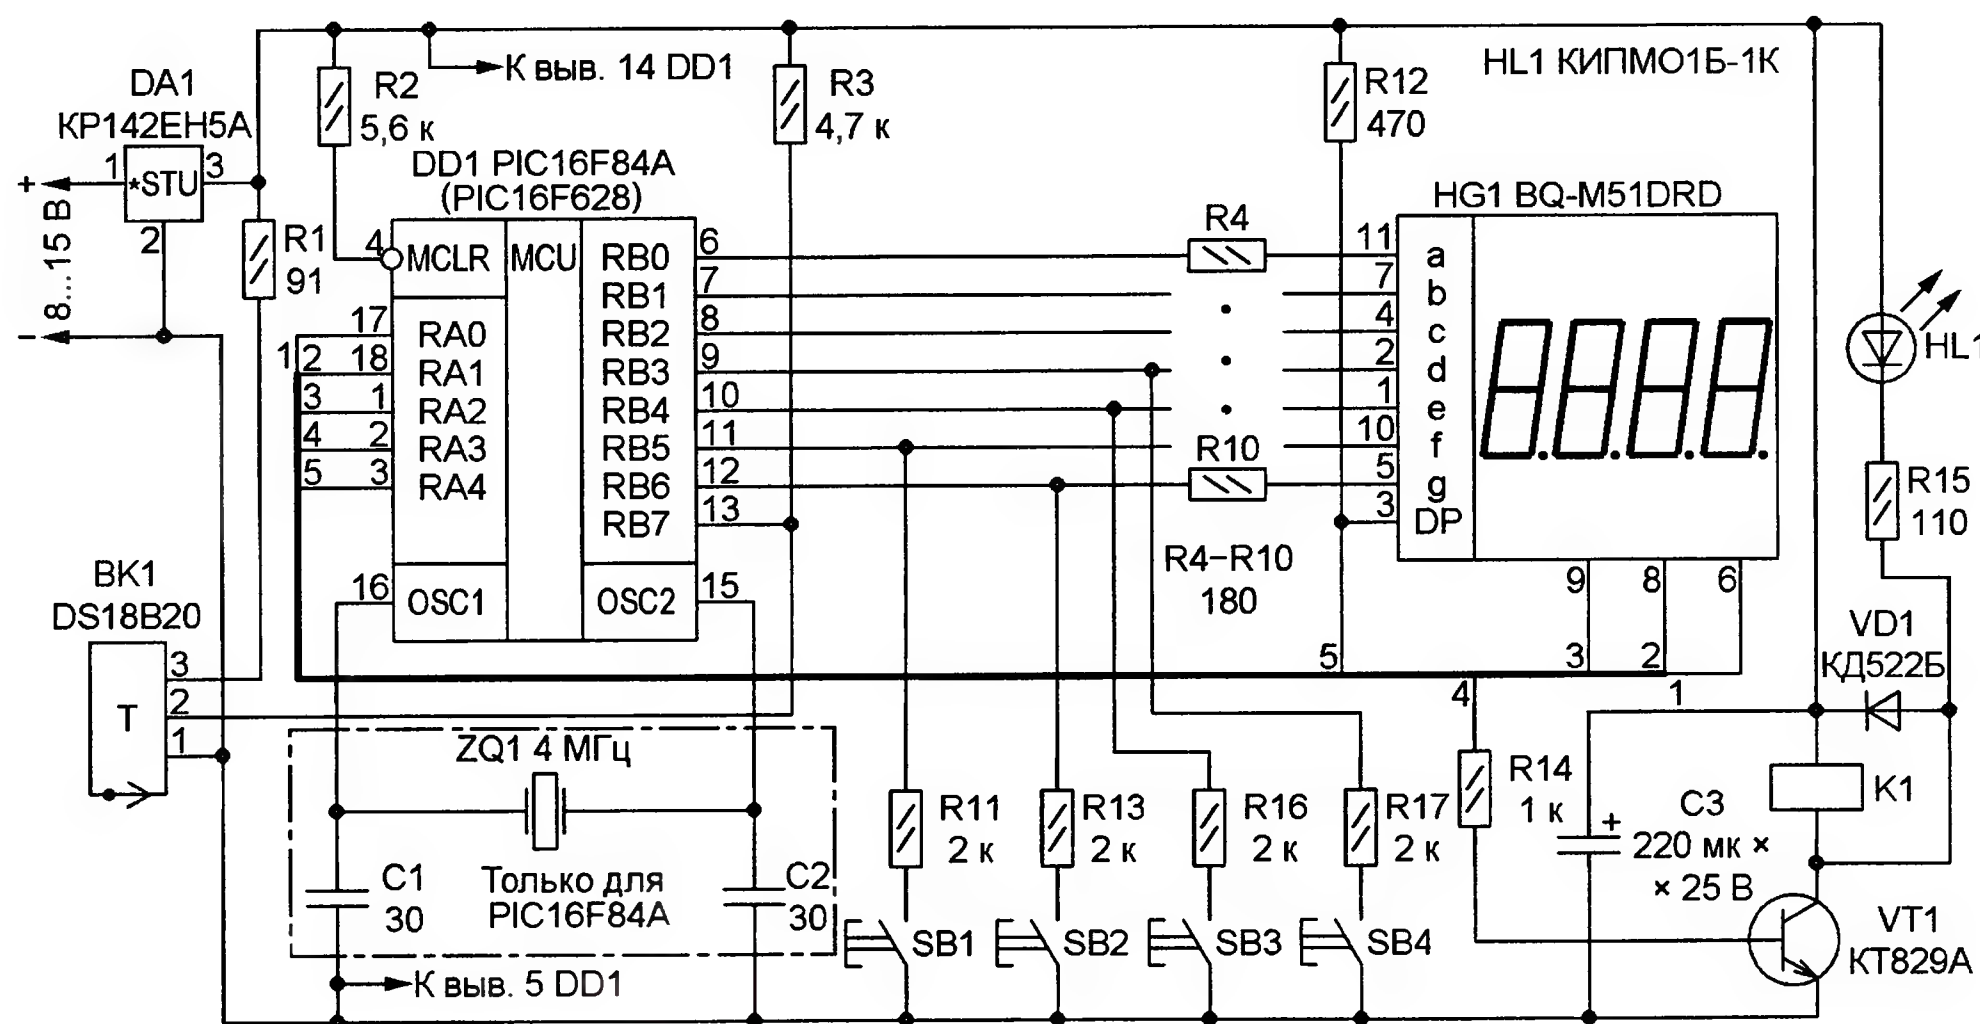 К выв. 14 DD1
HL1 КИПМО1Б-1К
DA1
КР142ЕН5А
R2
5,6 к
R3
4,7 к
R12
470
DD1 PIC16F84A
(PIC16F628)
HG1 BQ-M51DRD
+
1
*STU
3
2
8...15 В
−
R1
91
4
MCLR
MCU
RB0
6
RB1
7
RB2
8
RB3
9
RB4
10
RB5
11
RB6
12
RB7
13
1
17
RA0
2
18
RA1
3
1
RA2
4
2
RA3
5
3
RA4
16
OSC1
OSC2
15
R4
R10
R4−R10
180
11
a
7
b
4
c
2
d
1
e
10
f
5
g
3
DP
9
8
6
5
3
2
4
1
HL1
R15
110
BK1
DS18B20
T
3
2
1
VD1
КД522Б
ZQ1 4 МГц
C1
30
Только для
PIC16F84A
C2
30
К выв. 5 DD1
R11
2 к
R13
2 к
R16
2 к
R17
2 к
R14
1 к
C3
+
220 мк ×
× 25 В
K1
SB1
SB2
SB3
SB4
VT1
КТ829А